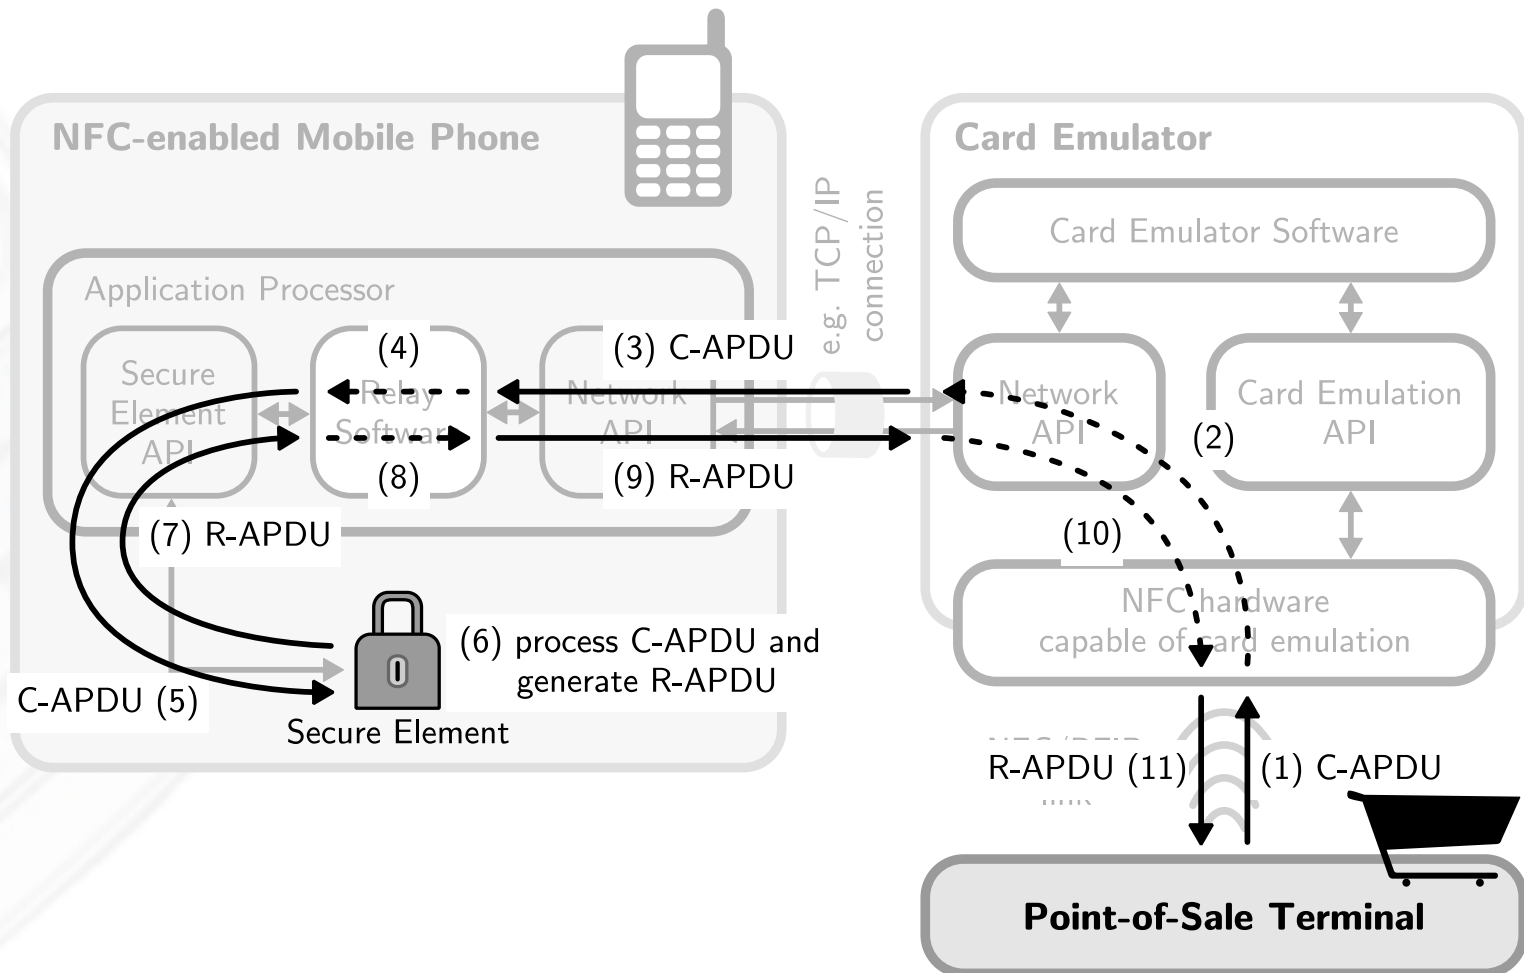 NFC-enabled Mobile Phone
Application Processor
Secure
Element
API
(4)
Relay
Software
(8)
(3) C-APDU
Network
API
(9) R-APDU
(7) R-APDU
C-APDU (5)
(6) process C-APDU and
generate R-APDU
Secure Element
e.g. TCP/IP
connection
Card Emulator
Card Emulator Software
Network
API
(2)
Card Emulation
API
(10)
NFC hardware
capable of card emulation
R-APDU (11)
(1) C-APDU
Point-of-Sale Terminal